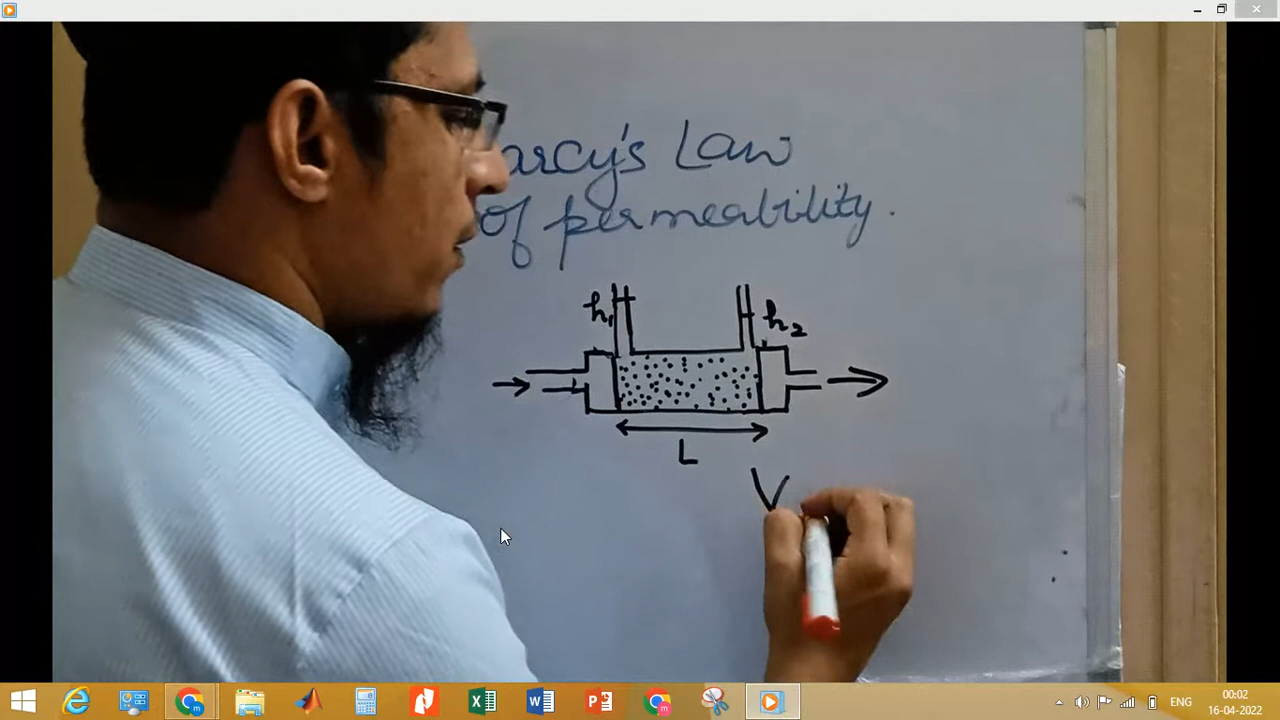 arcy's Law
of permeability.
h1
h2
L
V
ENG
00:02
16-04-2022